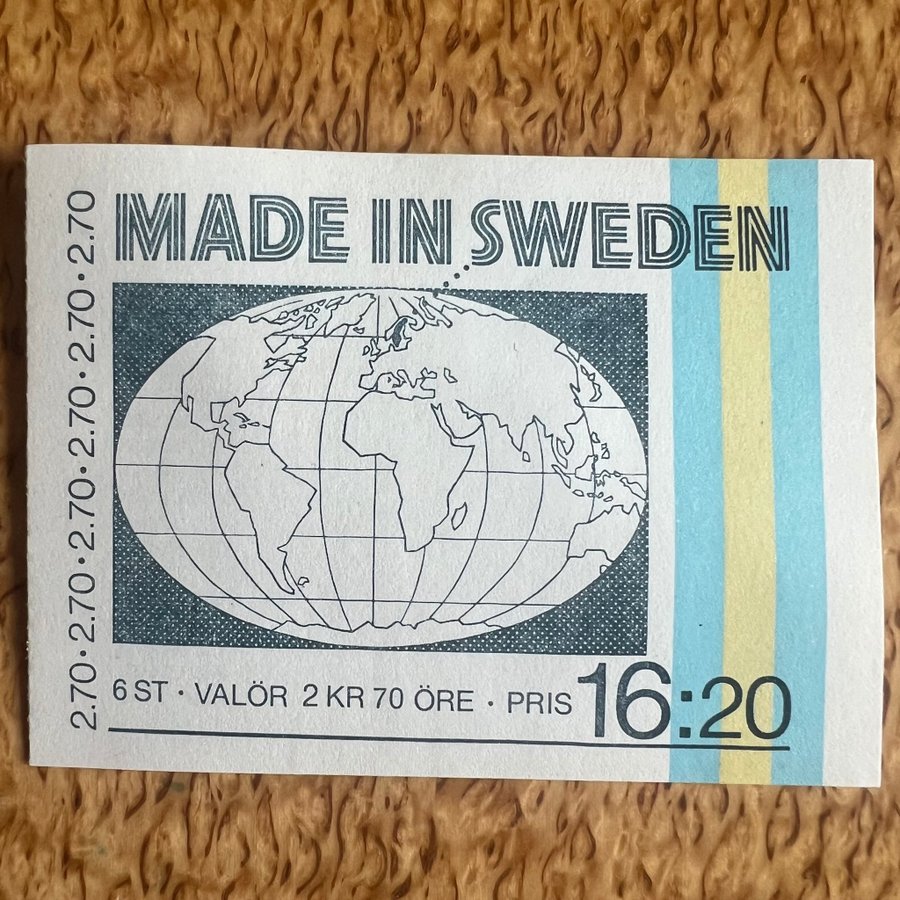 MADE IN SWEDEN
2.70·2.70·2.70·2.70·2.70·2.70
6 ST · VALÖR 2 KR 70 ÖRE · PRIS 16:20